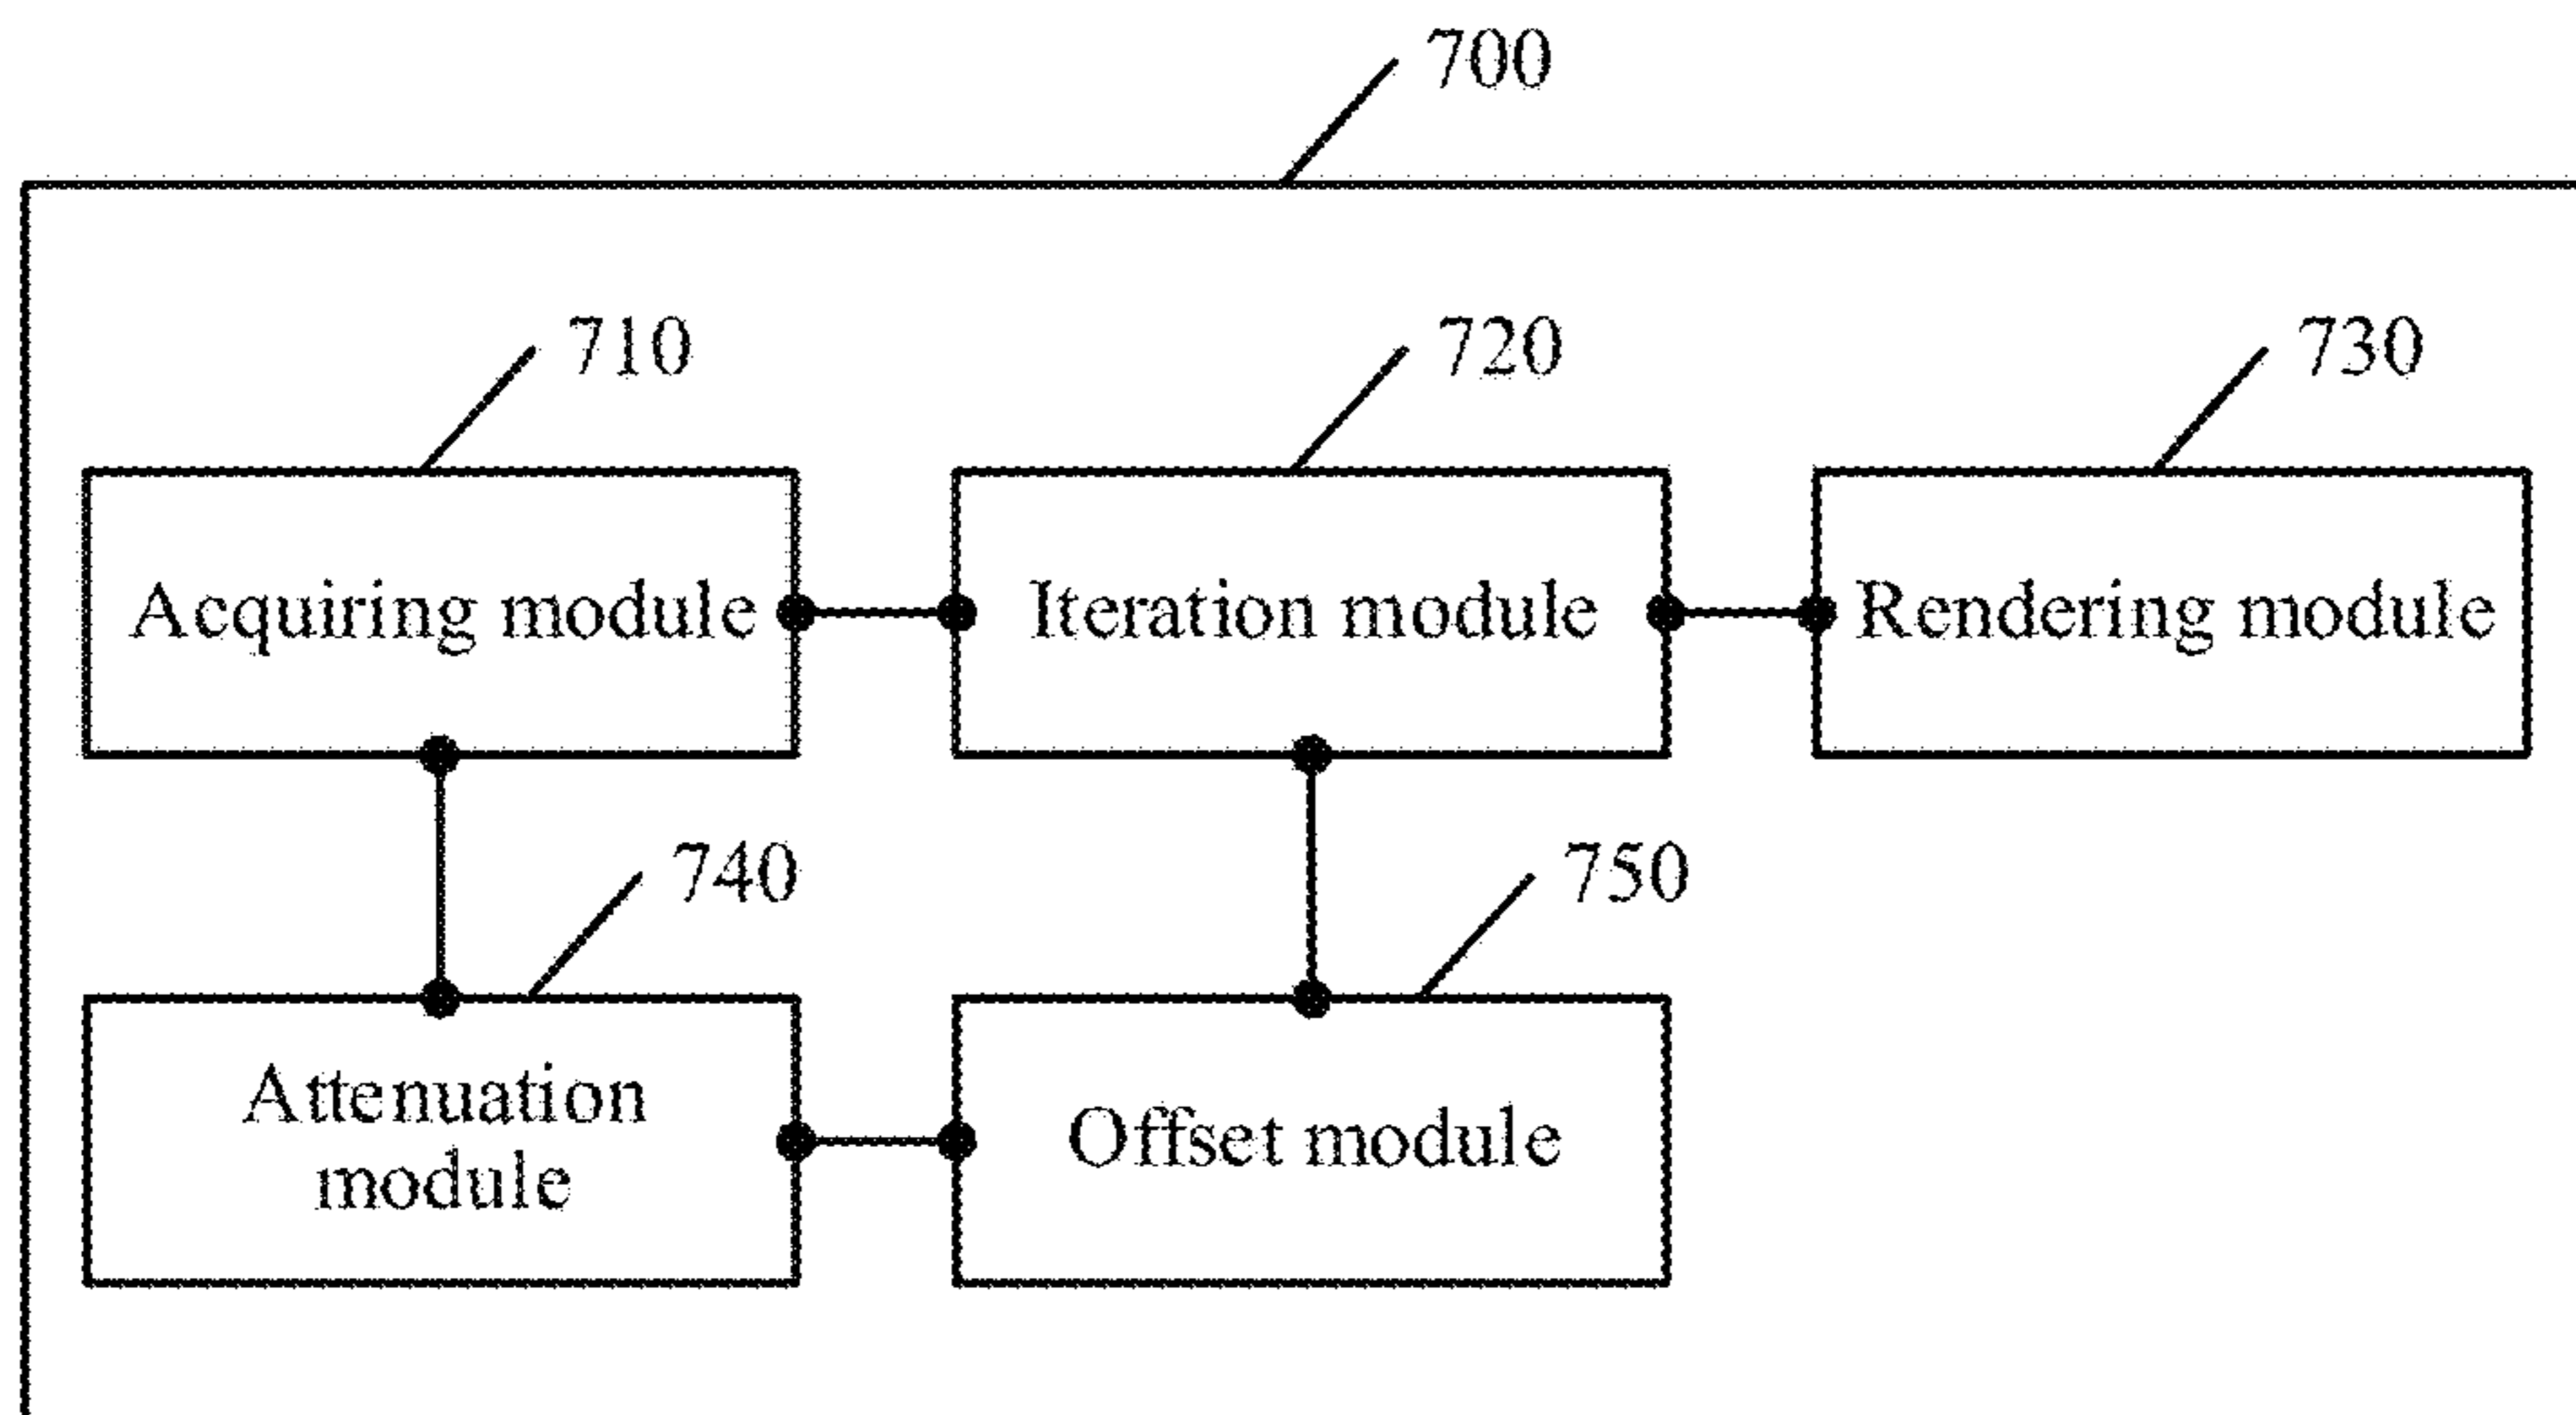 700
710
720
730
Acquiring module
Iteration module
Rendering module
740
750
Attenuation
module
Offset module